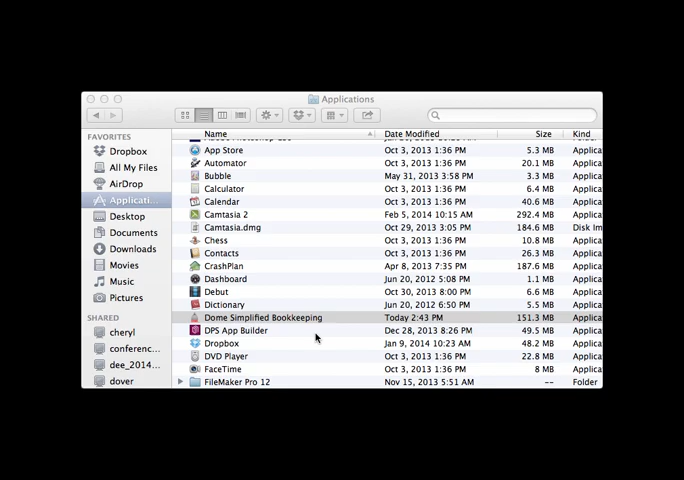 Applications
FAVORITES
Dropbox
All My Files
AirDrop
Applicati...
Desktop
Documents
Downloads
Movies
Music
Pictures
SHARED
cheryl
conferenc...
dee_2014...
dover
Name Date Modified Size Kind
App Store Oct 3, 2013 1:36 PM 5.3 MB Applica
Automator Oct 3, 2013 1:36 PM 20.1 MB Applica
Bubble May 31, 2013 3:58 PM 3.3 MB Applica
Calculator Oct 3, 2013 1:36 PM 6.4 MB Applica
Calendar Oct 3, 2013 1:36 PM 40.6 MB Applica
Camtasia 2 Feb 5, 2014 10:15 AM 292.4 MB Applica
Camtasia.dmg Oct 29, 2013 3:05 PM 184.6 MB Disk Im
Chess Oct 3, 2013 1:36 PM 10.8 MB Applica
Contacts Oct 3, 2013 1:36 PM 26.3 MB Applica
CrashPlan Apr 8, 2013 7:35 PM 187.6 MB Applica
Dashboard Jun 20, 2012 5:08 PM 1.1 MB Applica
Debut Oct 30, 2013 8:00 PM 6.6 MB Applica
Dictionary Jun 20, 2012 6:50 PM 5.5 MB Applica
Dome Simplified Bookkeeping Today 2:43 PM 151.3 MB Applica
DPS App Builder Dec 28, 2013 8:26 PM 49.5 MB Applica
Dropbox Jan 9, 2014 10:23 AM 48.2 MB Applica
DVD Player Oct 3, 2013 1:36 PM 22.8 MB Applica
FaceTime Oct 3, 2013 1:36 PM 8 MB Applica
FileMaker Pro 12 Nov 15, 2013 5:51 AM -- Folder